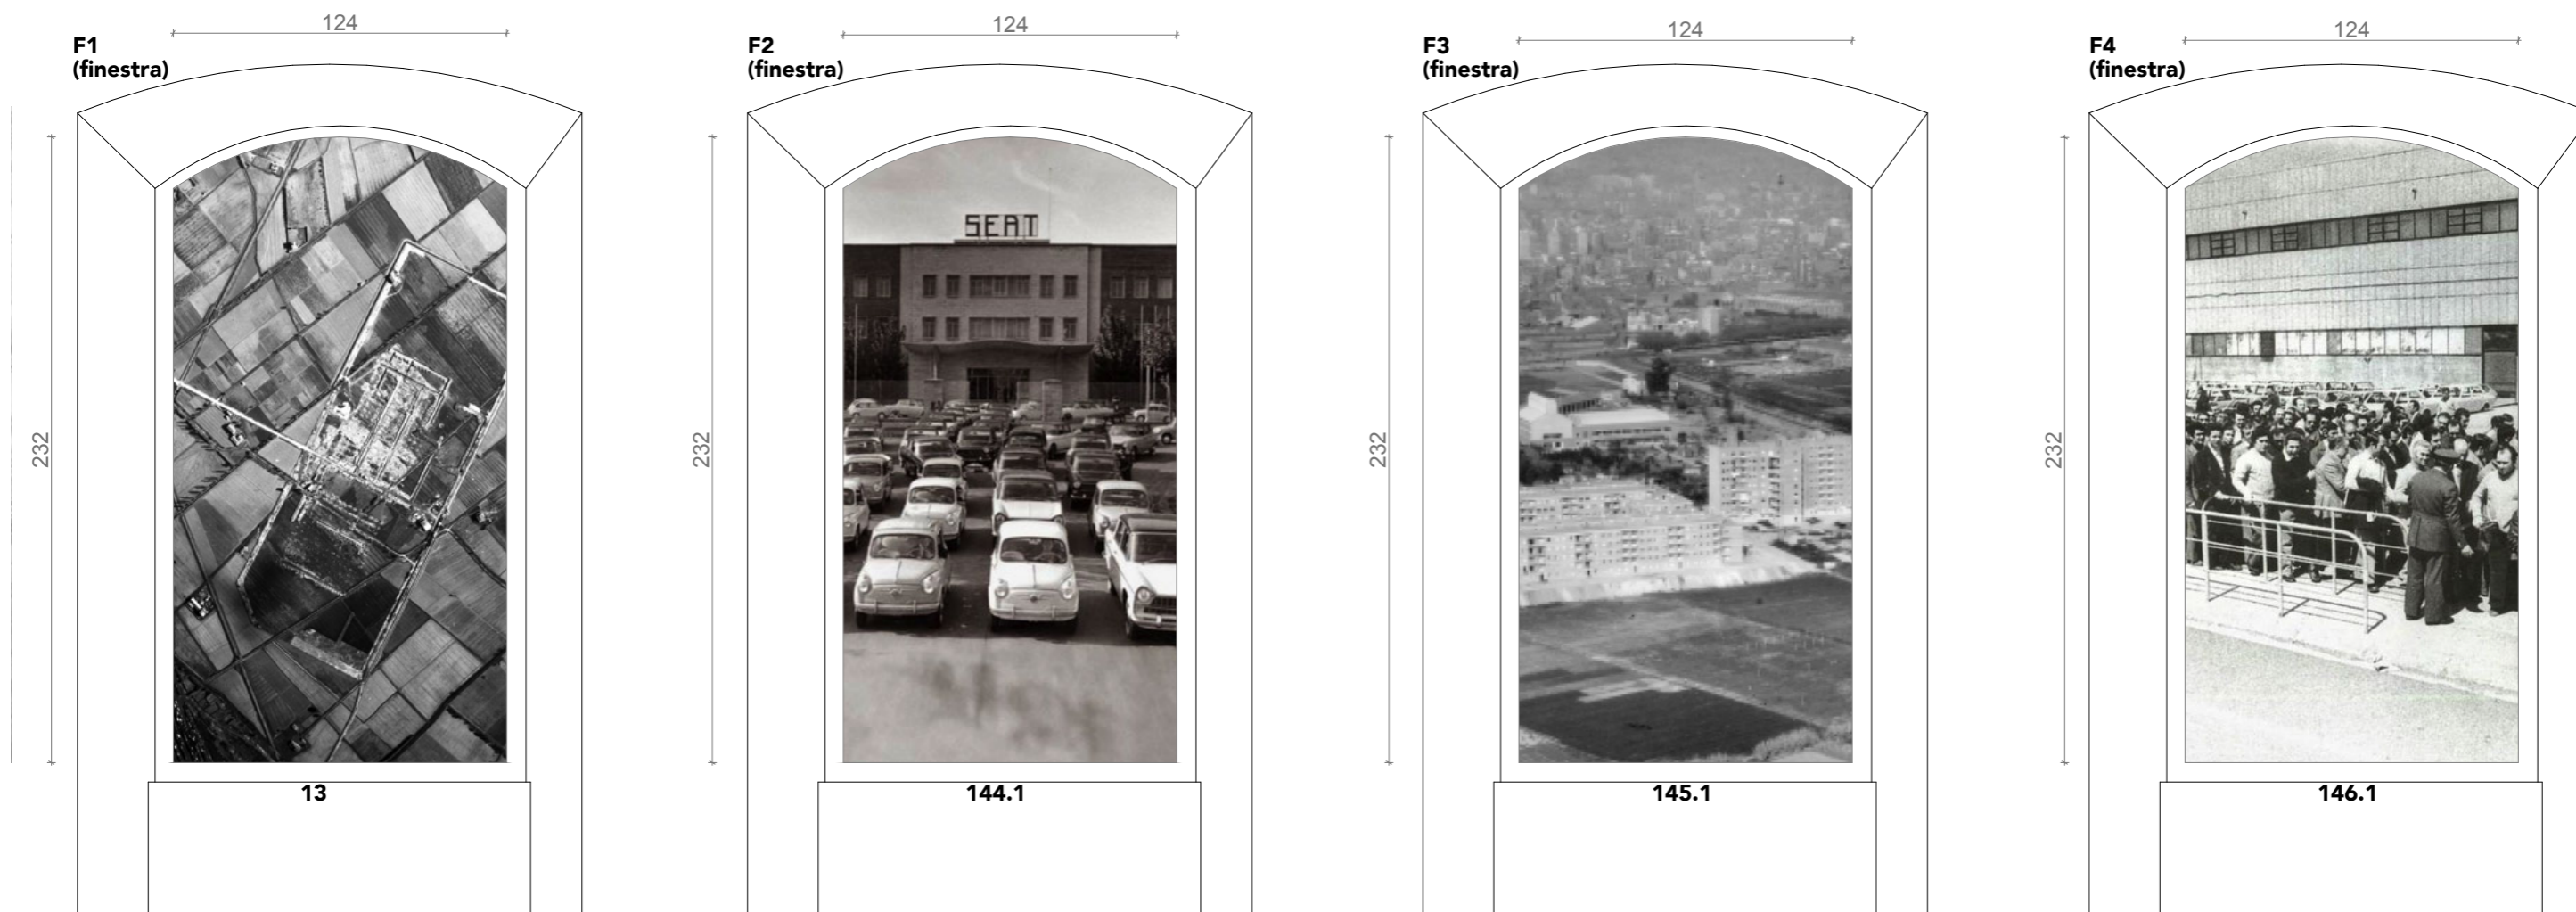 124
F1
(finestra)
232
13
124
F2
(finestra)
SEAT
232
144.1
124
F3
(finestra)
232
145.1
124
F4
(finestra)
232
146.1